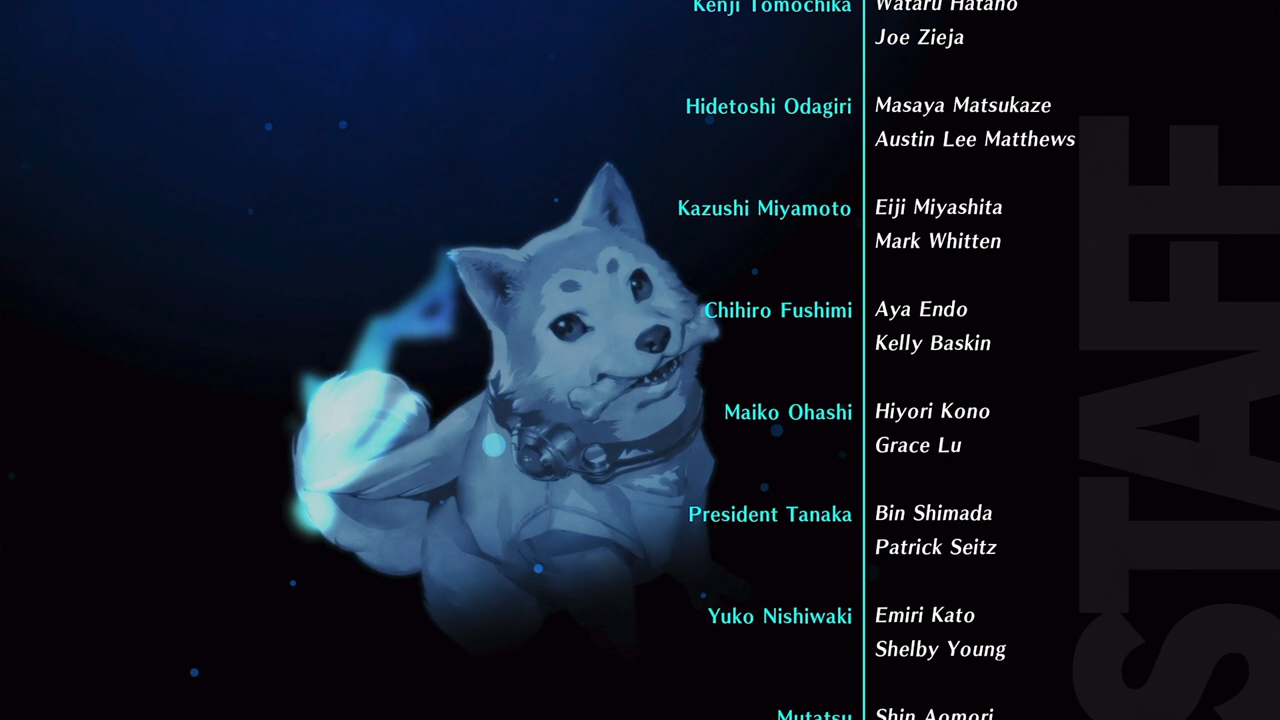 Kenji Tomochika
Wataru Hatano
Joe Zieja
Hidetoshi Odagiri
Masaya Matsukaze
Austin Lee Matthews
Kazushi Miyamoto
Eiji Miyashita
Mark Whitten
Chihiro Fushimi
Aya Endo
Kelly Baskin
Maiko Ohashi
Hiyori Kono
Grace Lu
President Tanaka
Bin Shimada
Patrick Seitz
Yuko Nishiwaki
Emiri Kato
Shelby Young
Mutatsu
Shin Aomori
STAFF